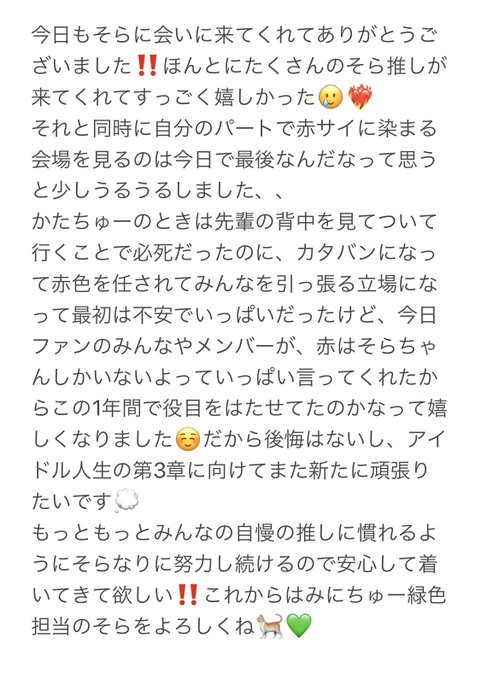 今日もそらに会いに来てくれてありがとうご
ざいました‼️ほんとにたくさんのそら推しが
来てくれてすっごく嬉しかった🥲❤️‍🔥
それと同時に自分のパートで赤サイに染まる
会場を見るのは今日で最後なんだなって思う
と少しうるうるしました、、
かたちゅーのときは先輩の背中を見てついて
行くことで必死だったのに、カタバンになっ
て赤色を任されてみんなを引っ張る立場にな
って最初は不安でいっぱいだったけど、今日
ファンのみんなやメンバーが、赤はそらちゃ
んしかいないよっていっぱい言ってくれたか
らこの1年間で役目をはたせてたのかなって嬉
しくなりました☺️だから後悔はないし、アイ
ドル人生の第3章に向けてまた新たに頑張り
たいです💭
もっともっとみんなの自慢の推しに慣れるよ
うにそらなりに努力し続けるので安心して着
いてきて欲しい‼️これからはみにちゅー緑色
担当のそらをよろしくね🐈💚